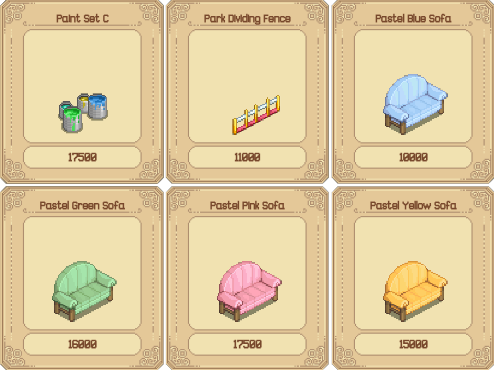 Paint Set C
17500
Park Dividing Fence
11000
Pastel Blue Sofa
10000
Pastel Green Sofa
16000
Pastel Pink Sofa
17500
Pastel Yellow Sofa
15000